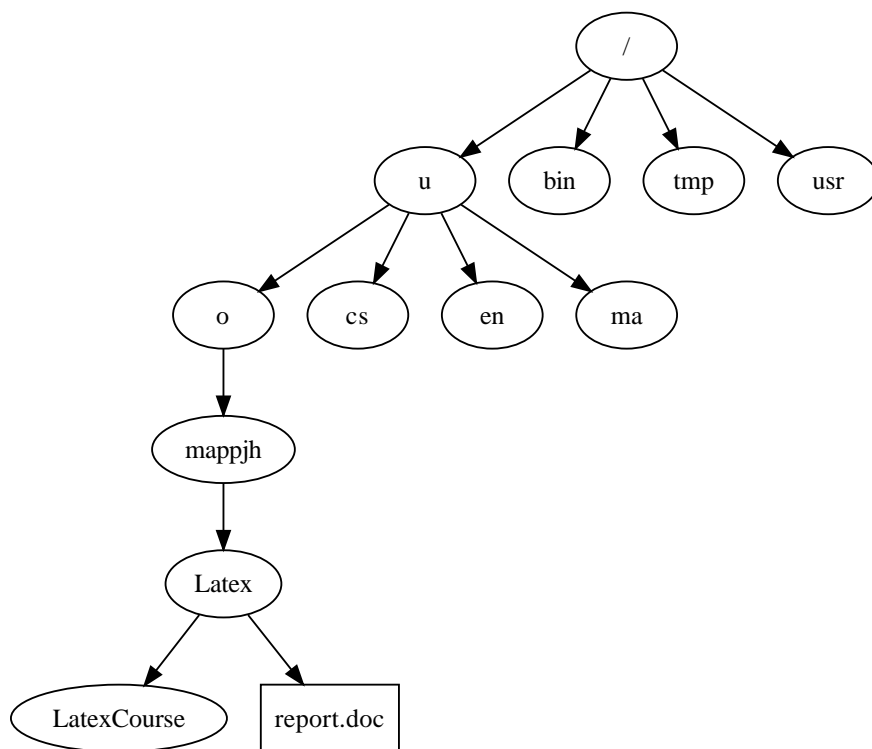 /
u bin tmp usr
o cs en ma
mappjh
Latex
LatexCourse report.doc